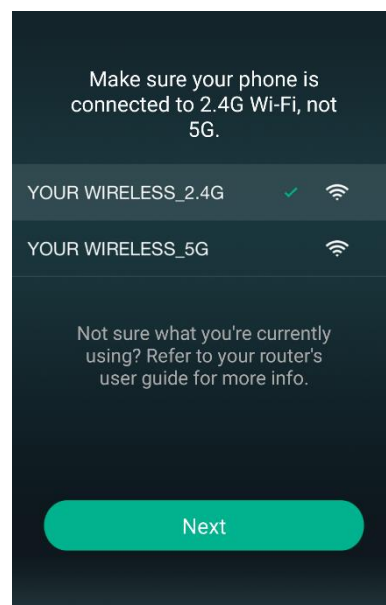 Make sure your phone is
connected to 2.4G Wi-Fi, not
5G.
YOUR WIRELESS_2.4G
YOUR WIRELESS_5G
Not sure what you're currently
using? Refer to your router's
user guide for more info.
Next